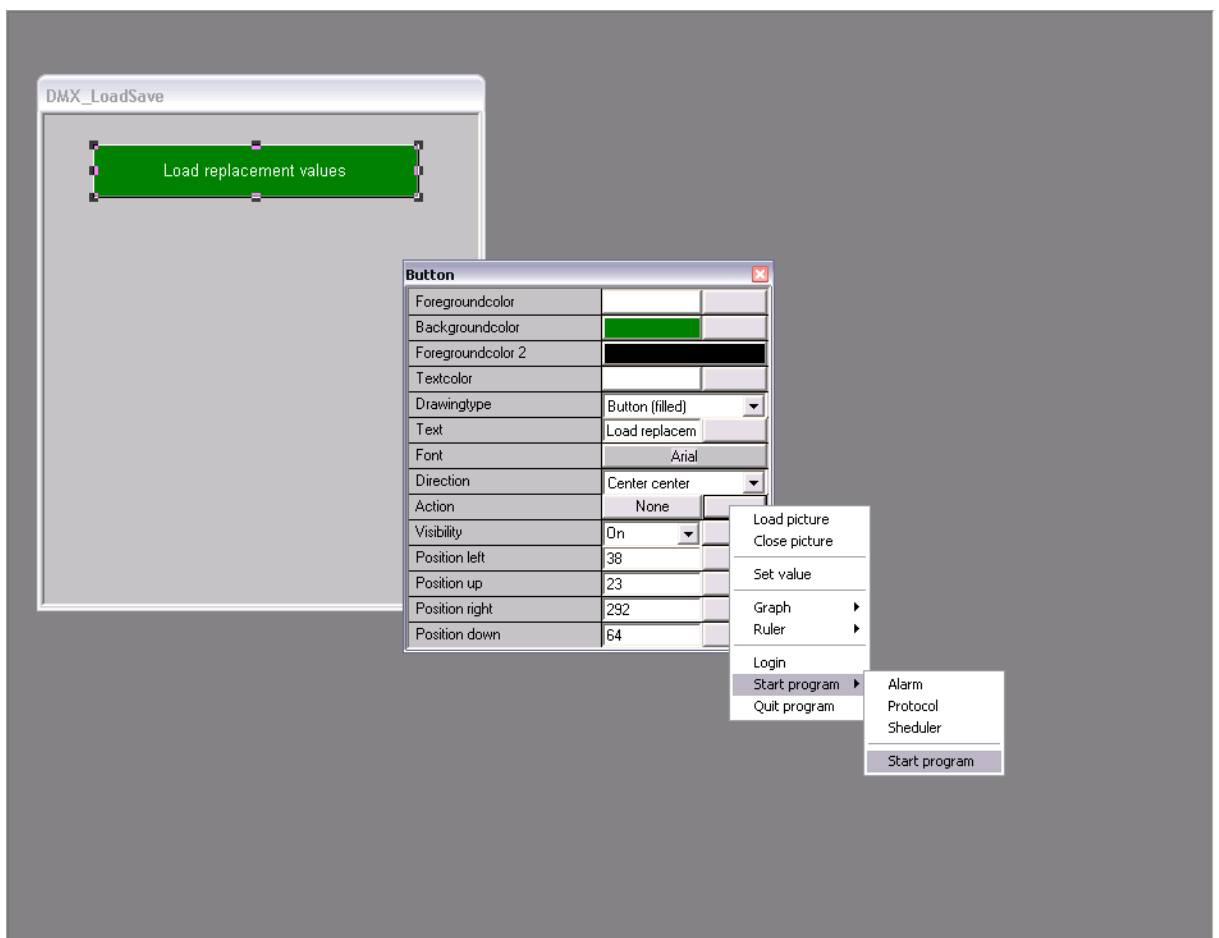 DMX_LoadSave
Load replacement values
Button
Foregroundcolor
Backgroundcolor
Foregroundcolor 2
Textcolor
Drawingtype Button (filled)
Text Load replacem
Font Arial
Direction Center center
Action None
Visibility On
Position left 38
Position up 23
Position right 292
Position down 64
Load picture
Close picture
Set value
Graph
Ruler
Login
Start program
Quit program
Alarm
Protocol
Sheduler
Start program